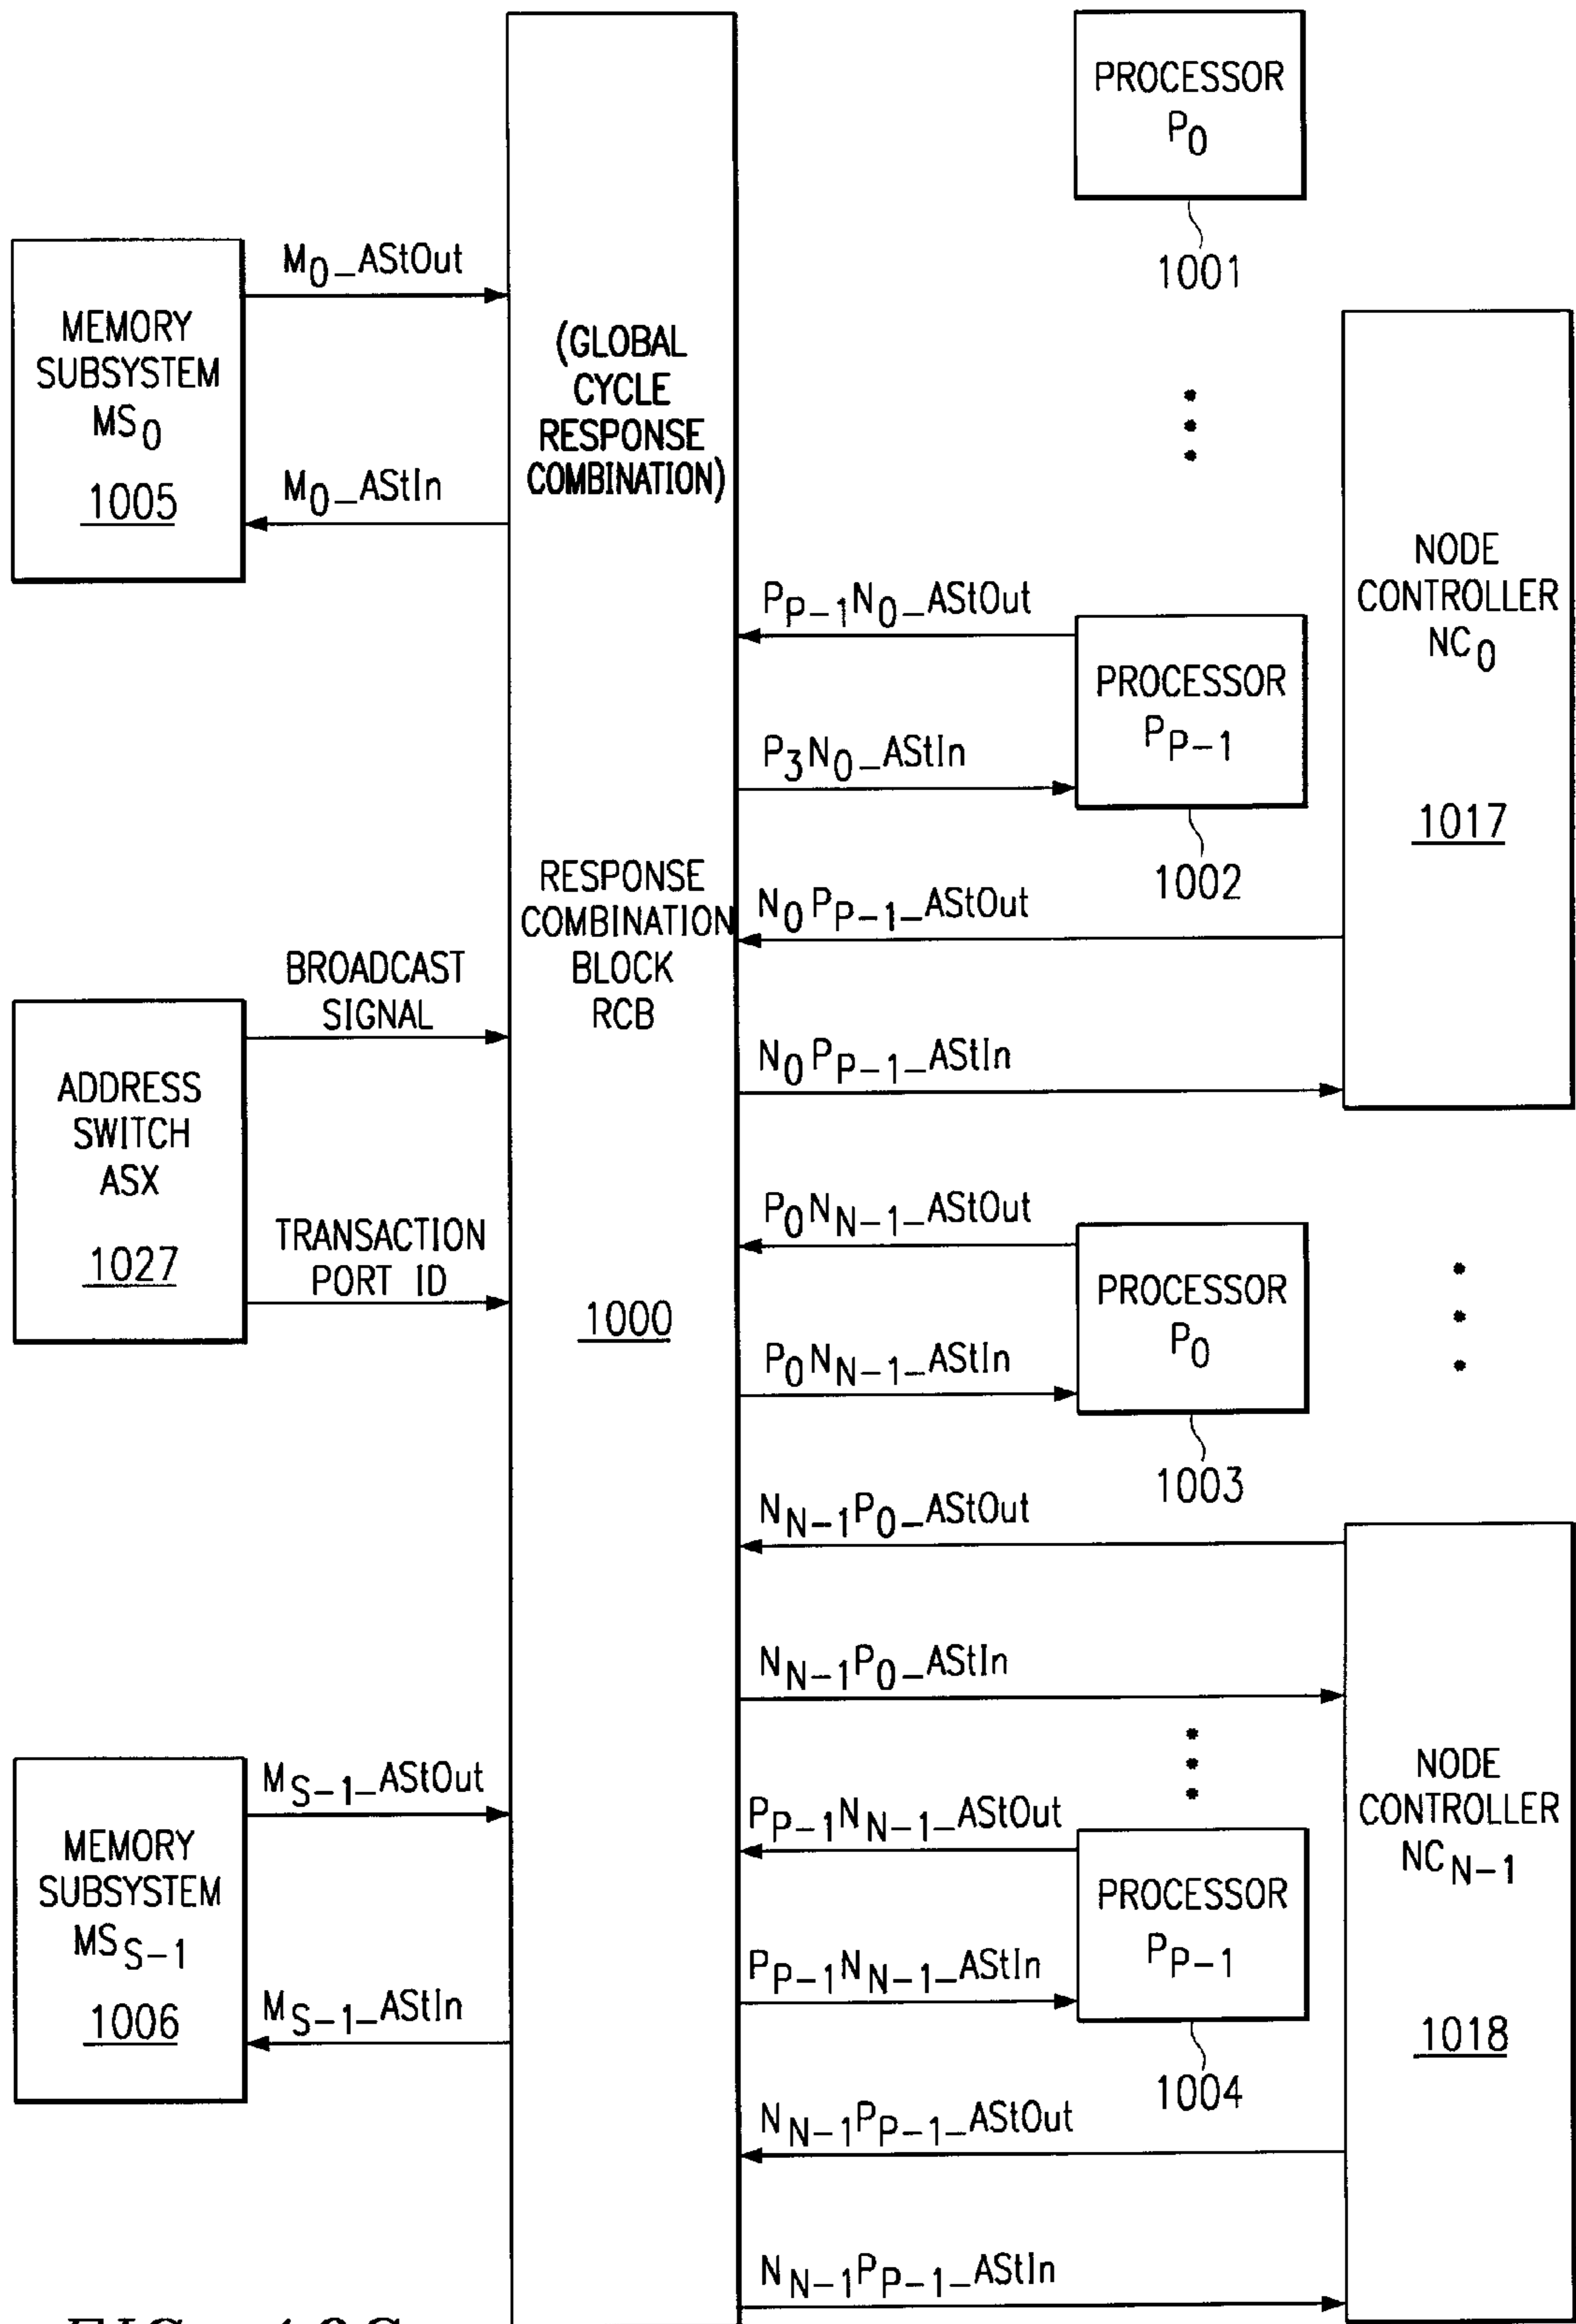 PROCESSOR
P0
1001
MEMORY
SUBSYSTEM
MS0
1005
M0_AStOut
M0_AStIn
(GLOBAL
CYCLE
RESPONSE
COMBINATION)
RESPONSE
COMBINATION
BLOCK
RCB
1000
NODE
CONTROLLER
NC0
1017
PP-1N0_AStOut
P3N0_AStIn
PROCESSOR
PP-1
1002
N0PP-1_AStOut
N0PP-1_AStIn
BROADCAST
SIGNAL
ADDRESS
SWITCH
ASX
1027
TRANSACTION
PORT ID
P0NN-1_AStOut
P0NN-1_AStIn
PROCESSOR
P0
1003
NN-1P0_AStOut
NN-1P0_AStIn
MEMORY
SUBSYSTEM
MSS-1
1006
MS-1_AStOut
MS-1_AStIn
PP-1NN-1_AStOut
PP-1NN-1_AStIn
PROCESSOR
PP-1
1004
NODE
CONTROLLER
NCN-1
1018
NN-1PP-1_AStOut
NN-1PP-1_AStIn